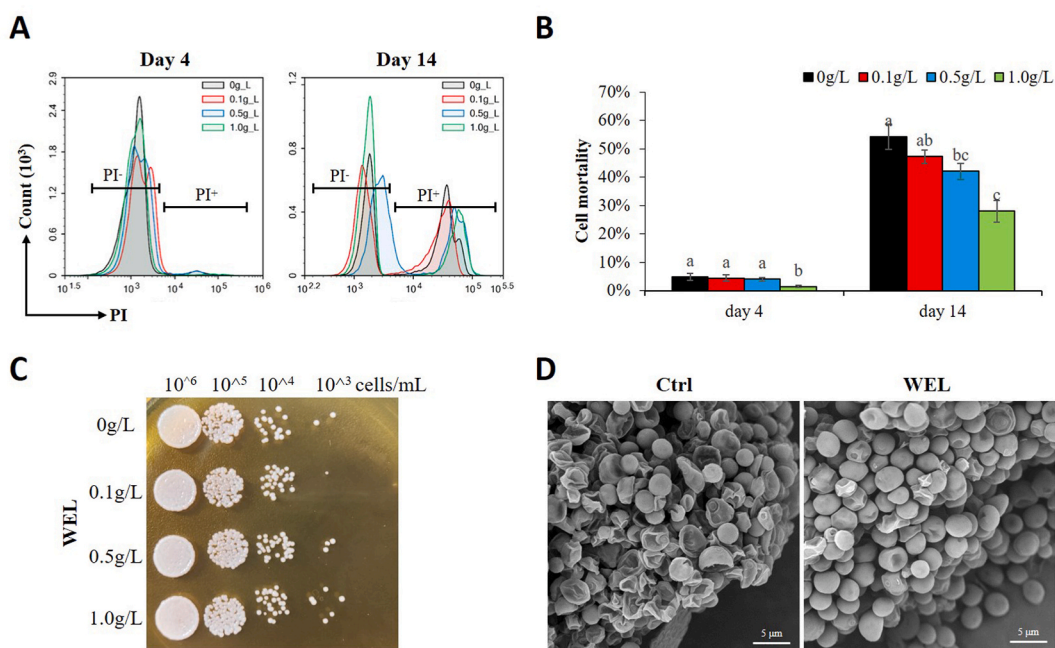 A
Day 4
Day 14
2.9
2.4
1.8
1.2
0.6
0
Count (10³)
0g_L
0.1g_L
0.5g_L
1.0g_L
PI-
PI+
10^1.5
10^3
10^4
10^5
10^6
1.2
0.8
0.4
0
0g_L
0.1g_L
0.5g_L
1.0g_L
PI-
PI+
10^2.2
10^3
10^4
10^5
10^5.5
PI
B
0g/L 0.1g/L 0.5g/L 1.0g/L
70%
60%
50%
40%
30%
20%
10%
0%
Cell mortality
a a a b
a ab bc c
day 4 day 14
C
10^6 10^5 10^4 10^3 cells/mL
WEL
0g/L
0.1g/L
0.5g/L
1.0g/L
D
Ctrl
WEL
5 μm
5 μm